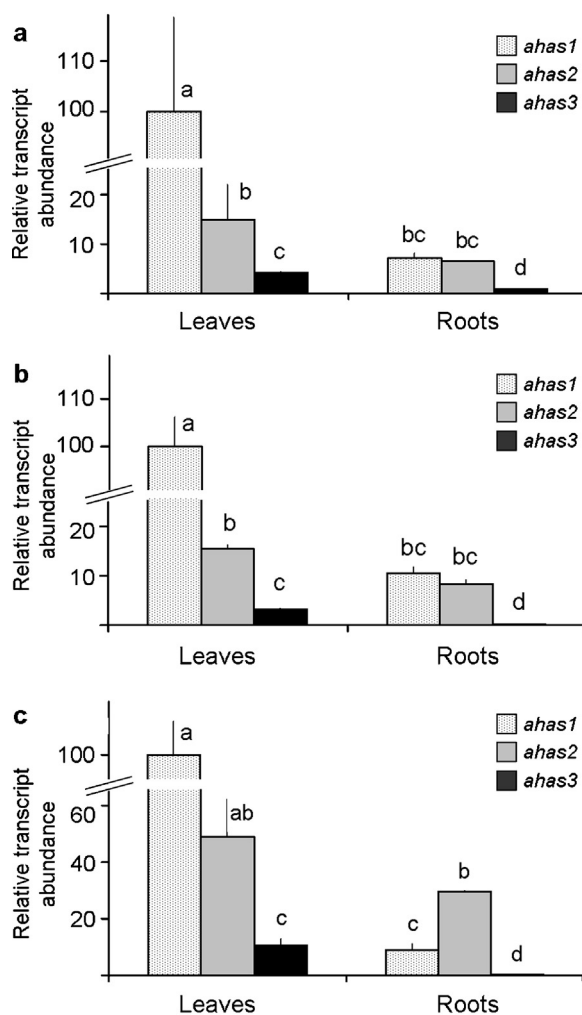 a
Relative transcript
abundance
110
100
20
10
a
b
c
bc
bc
d
ahas1
ahas2
ahas3
Leaves
Roots
b
Relative transcript
abundance
110
100
20
10
a
b
c
bc
bc
d
ahas1
ahas2
ahas3
Leaves
Roots
c
Relative transcript
abundance
100
60
40
20
a
ab
c
c
b
d
ahas1
ahas2
ahas3
Leaves
Roots